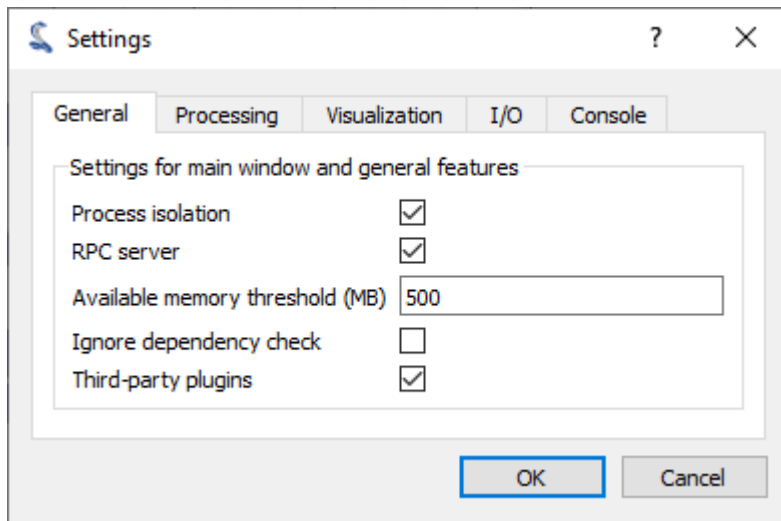 Settings
?
General Processing Visualization I/O Console
Settings for main window and general features
Process isolation
RPC server
Available memory threshold (MB) 500
Ignore dependency check
Third-party plugins
OK Cancel